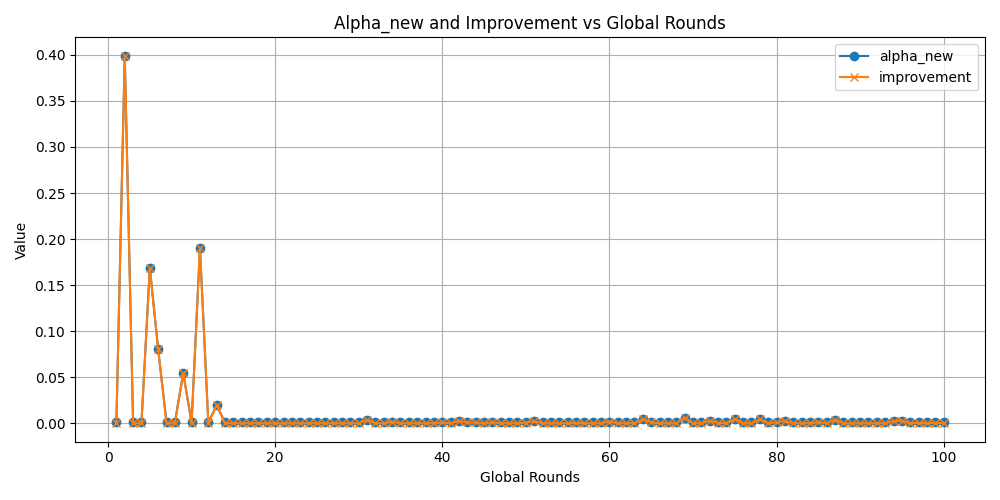 Alpha_new and Improvement vs Global Rounds
alpha_new
improvement
0.40
0.35
0.30
0.25
0.20
0.15
0.10
0.05
0.00
Value
0 20 40 60 80 100
Global Rounds